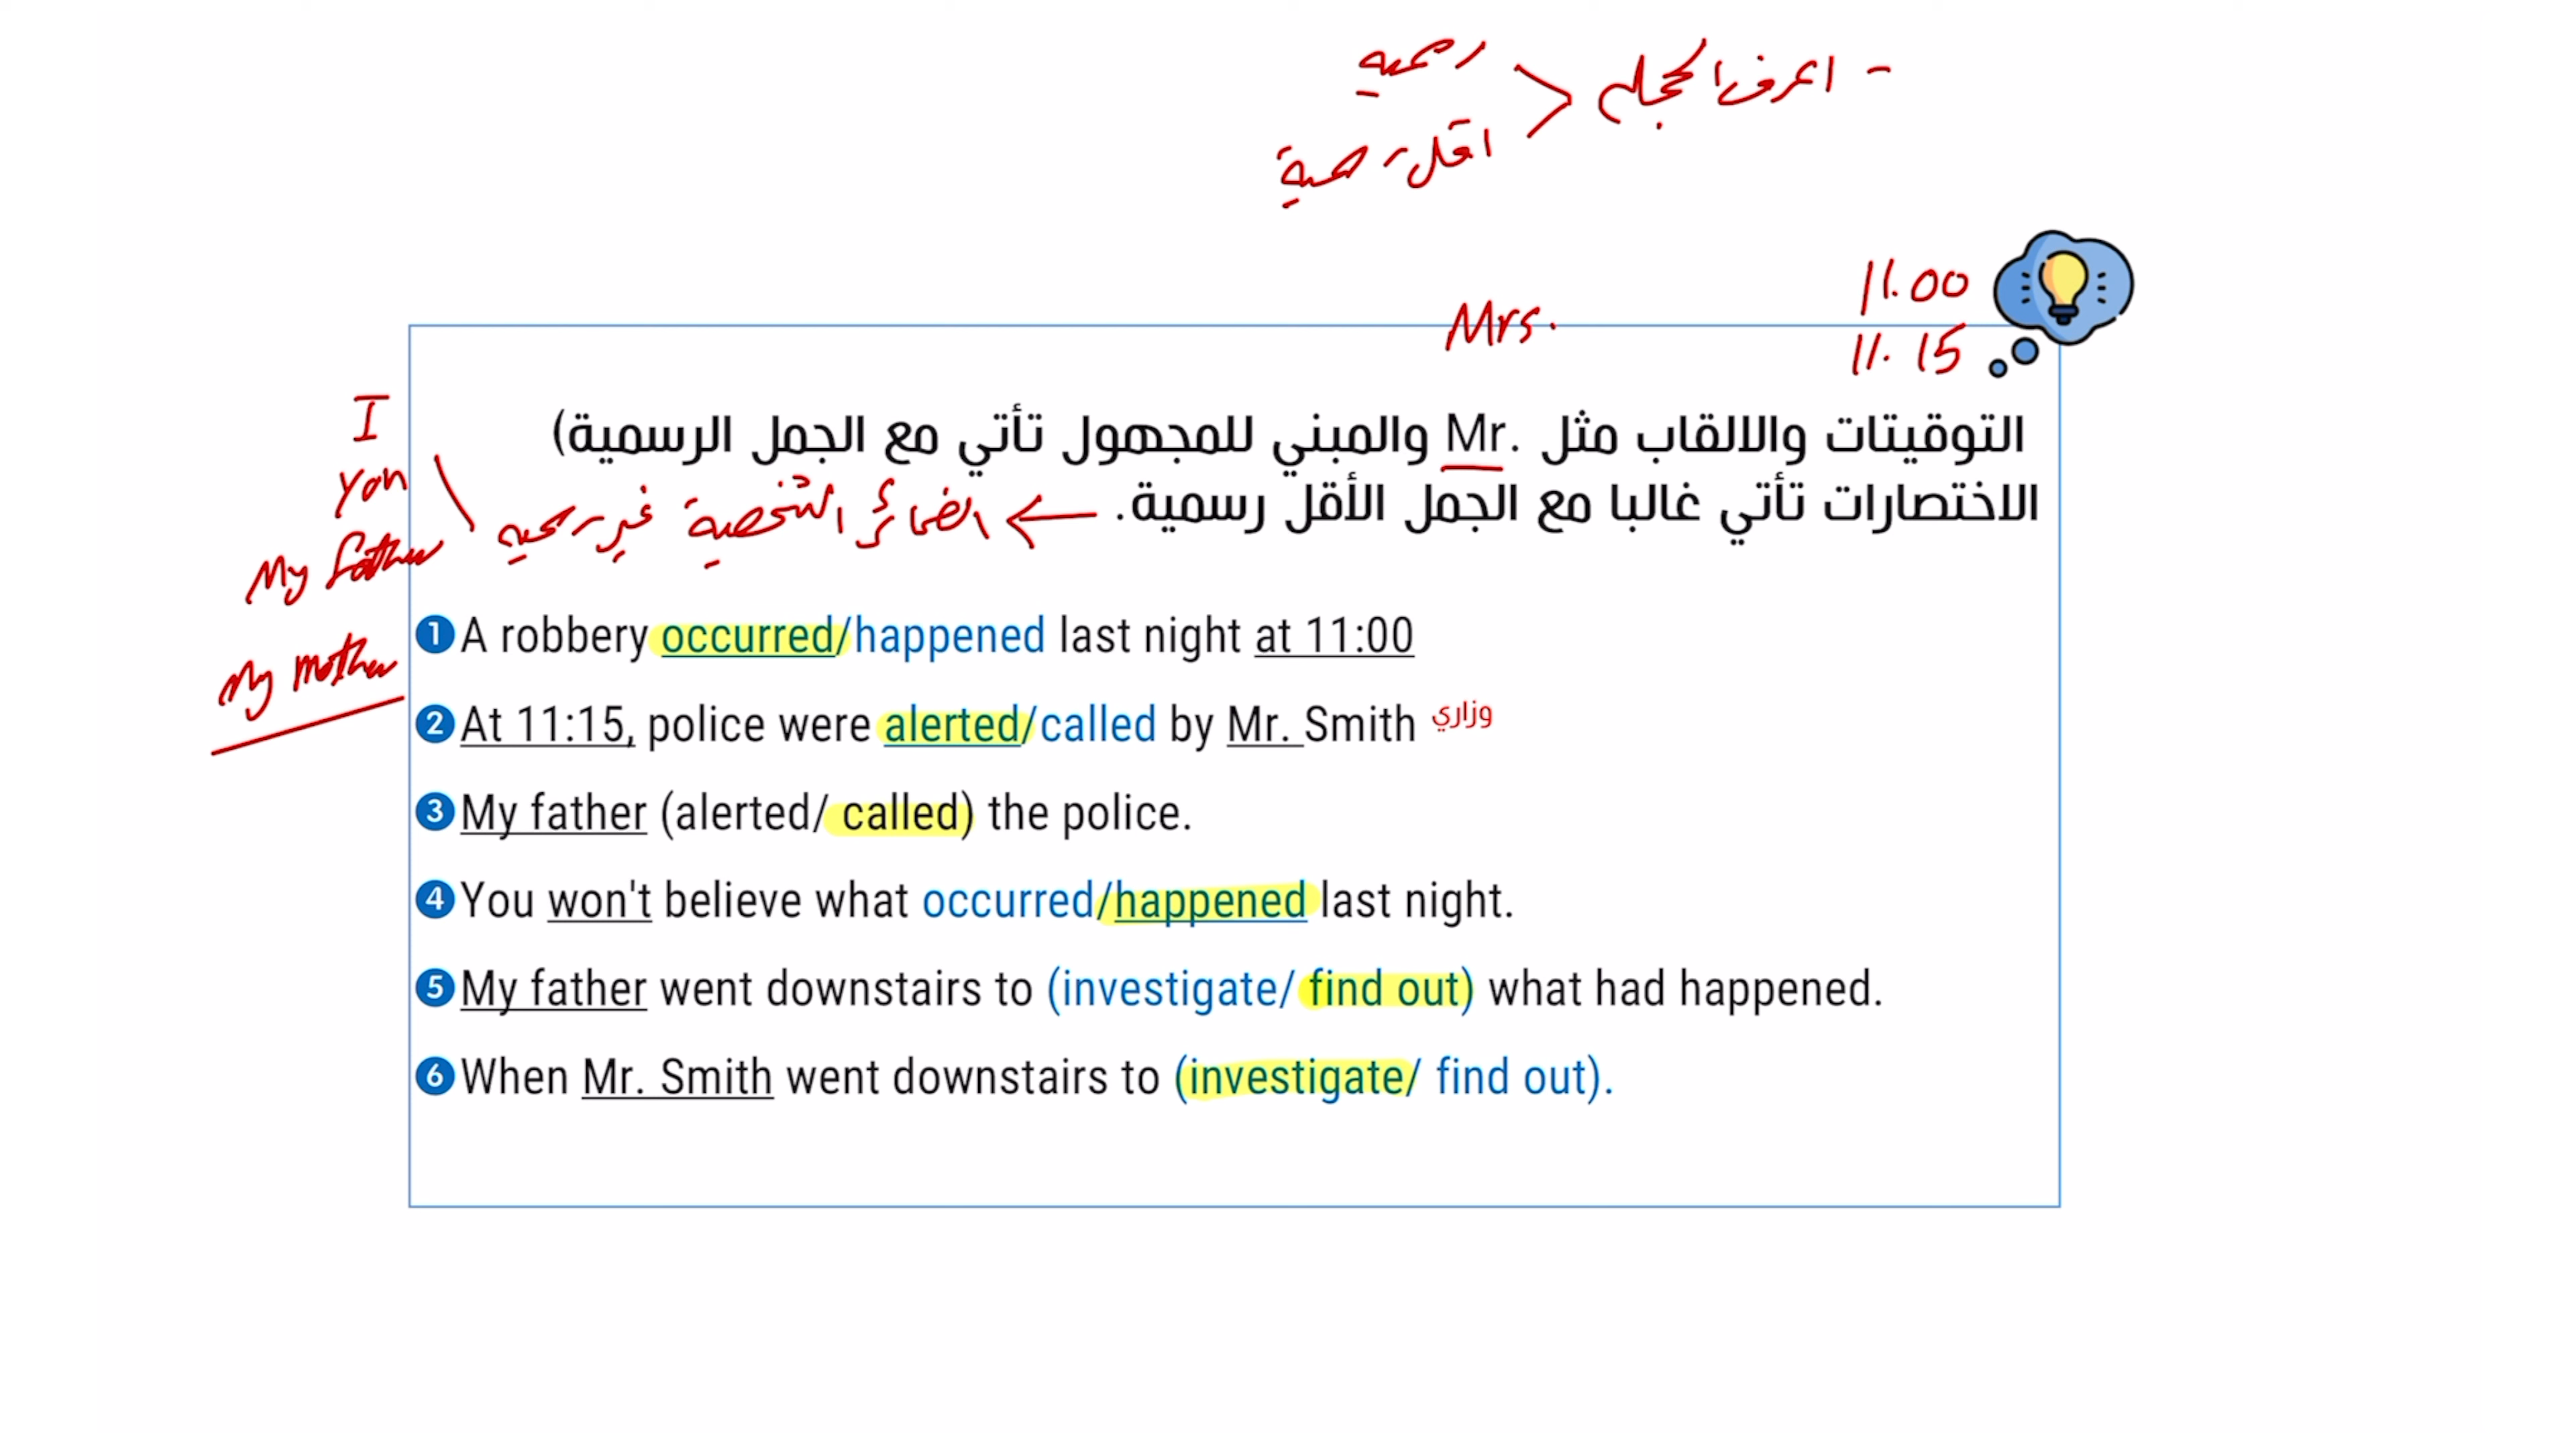 - اعرف الجمله
رسميه
اقل رسمية
11.00
11.15
Mrs.
التوقيتات والالقاب مثل Mr. والمبني للمجهول تأتي مع الجمل الرسمية)
الاختصارات تأتي غالبا مع الجمل الأقل رسمية.
الضمائر الشخصية غير رسميه
I
You
My father
My mother
1 A robbery occurred/happened last night at 11:00
2 At 11:15, police were alerted/called by Mr. Smith وزاري
3 My father (alerted/ called) the police.
4 You won't believe what occurred/happened last night.
5 My father went downstairs to (investigate/ find out) what had happened.
6 When Mr. Smith went downstairs to (investigate/ find out).